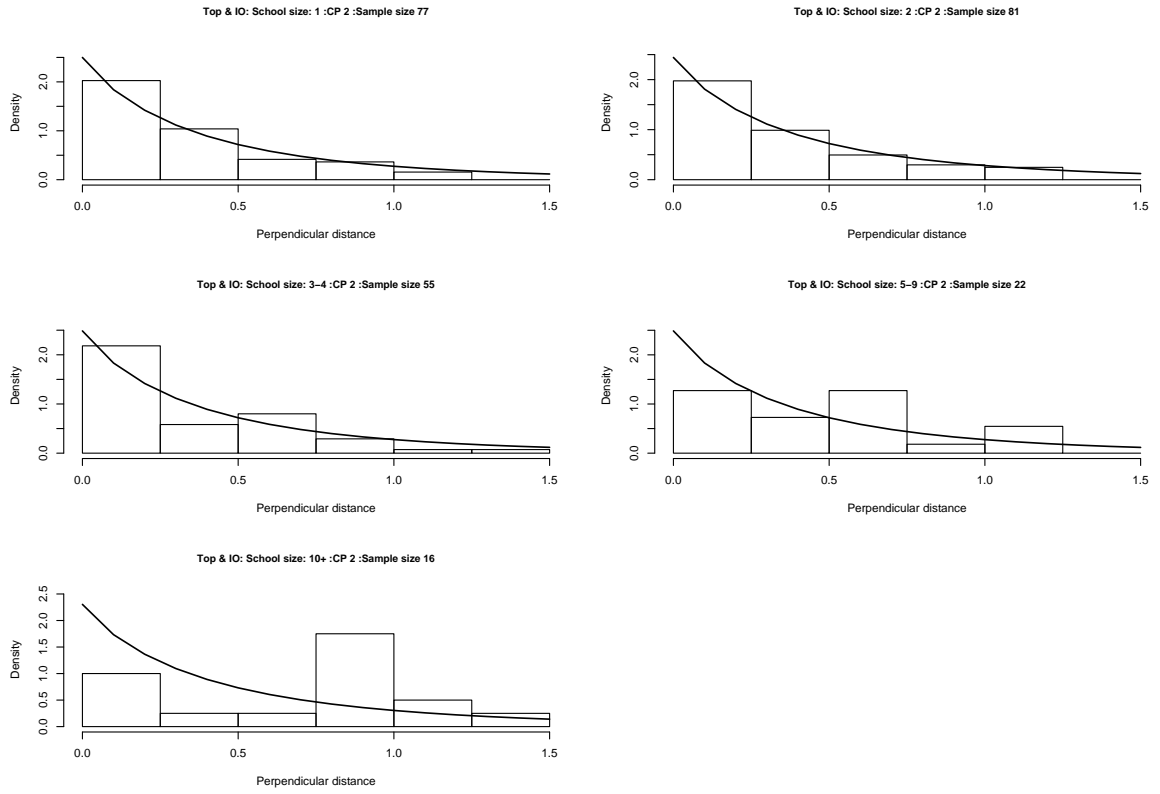 Top & IO: School size: 1 :CP 2 :Sample size 77
Density
0.0 1.0 2.0
0.0 0.5 1.0 1.5
Perpendicular distance
Top & IO: School size: 2 :CP 2 :Sample size 81
Density
0.0 1.0 2.0
0.0 0.5 1.0 1.5
Perpendicular distance
Top & IO: School size: 3−4 :CP 2 :Sample size 55
Density
0.0 1.0 2.0
0.0 0.5 1.0 1.5
Perpendicular distance
Top & IO: School size: 5−9 :CP 2 :Sample size 22
Density
0.0 1.0 2.0
0.0 0.5 1.0 1.5
Perpendicular distance
Top & IO: School size: 10+ :CP 2 :Sample size 16
Density
0.0 0.5 1.0 1.5 2.0 2.5
0.0 0.5 1.0 1.5
Perpendicular distance